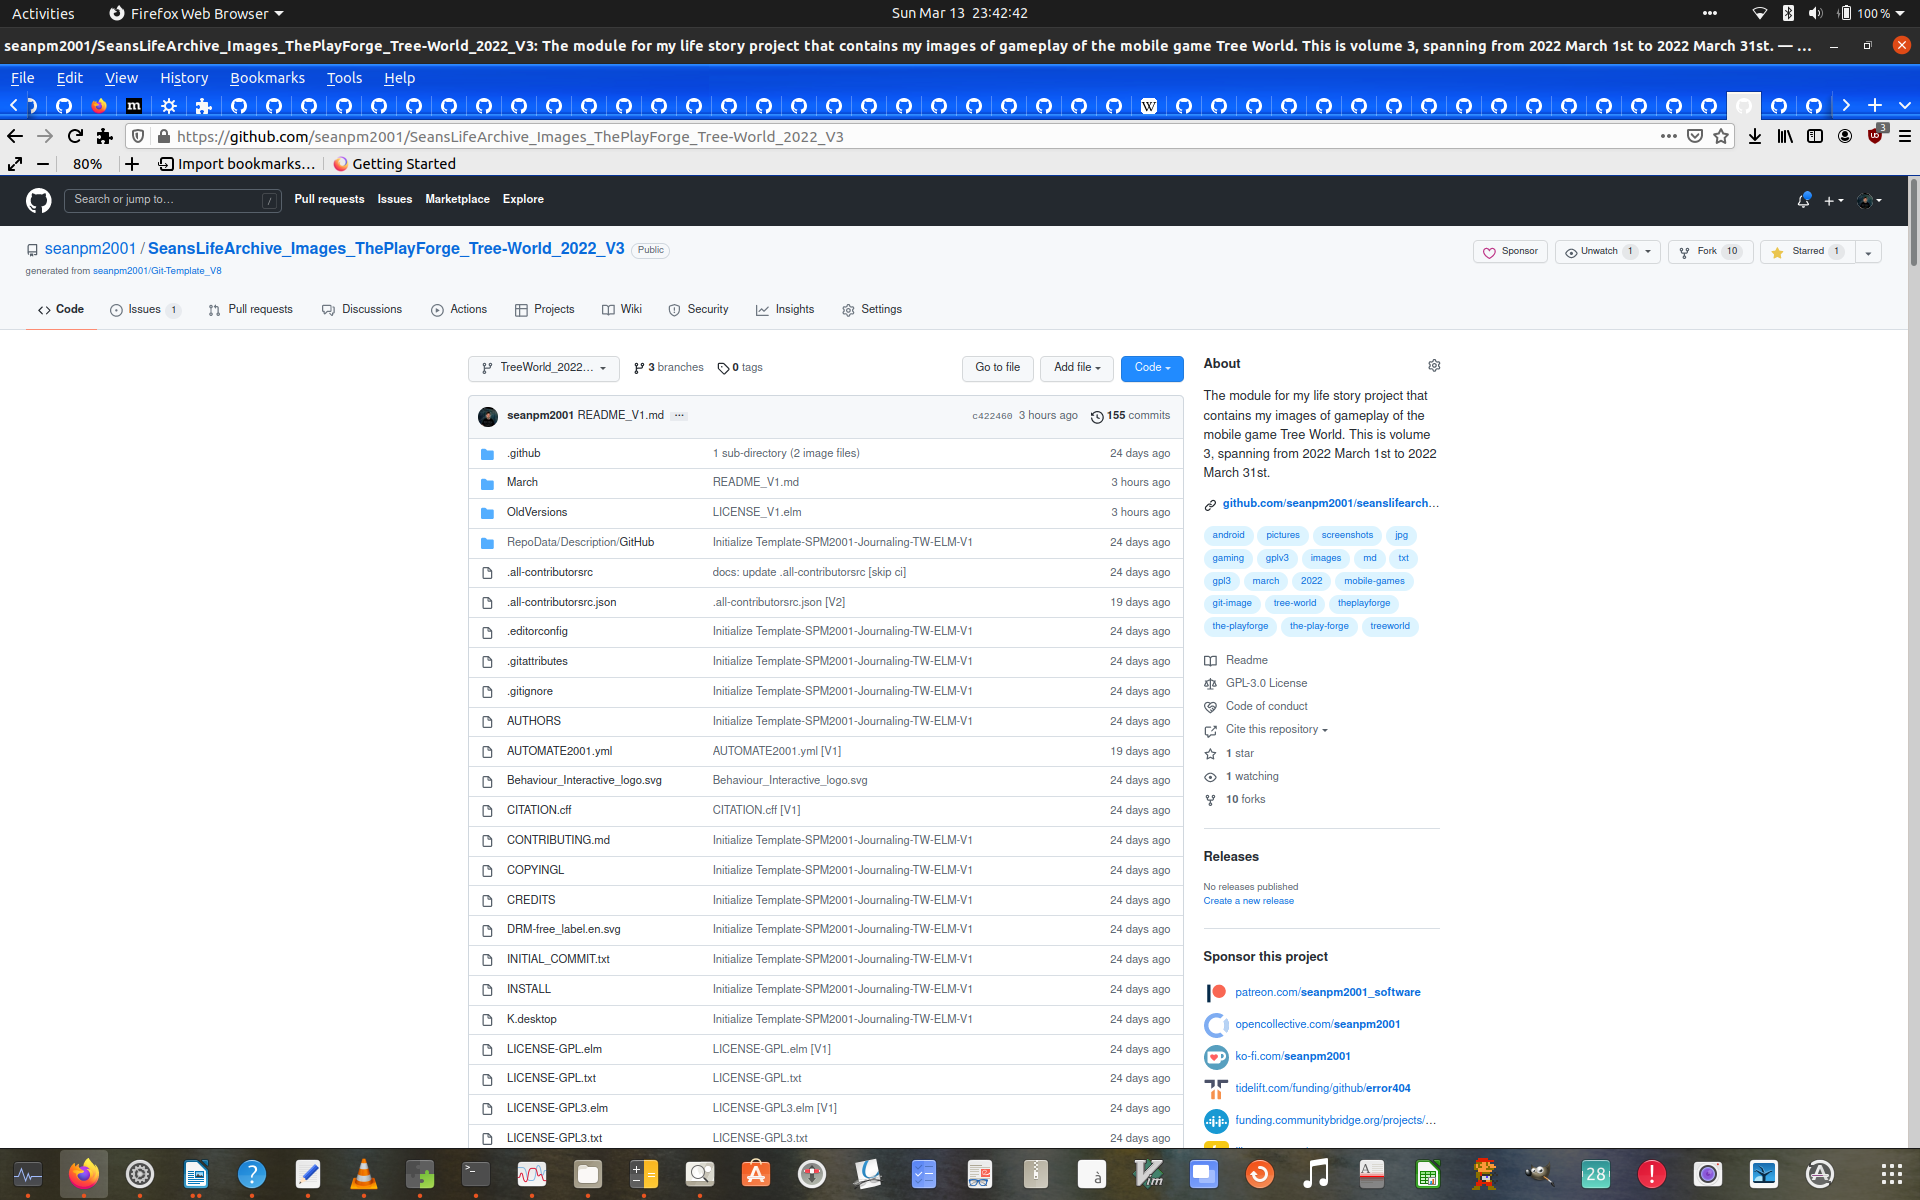 Activities Firefox Web Browser Sun Mar 13 23:42:42 100 %
seanpm2001/SeansLifeArchive_Images_ThePlayForge_Tree-World_2022_V3: The module for my life story project that contains my images of gameplay of the mobile game Tree World. This is volume 3, spanning from 2022 March 1st to 2022 March 31st. — ...
File Edit View History Bookmarks Tools Help
https://github.com/seanpm2001/SeansLifeArchive_Images_ThePlayForge_Tree-World_2022_V3 3
80% Import bookmarks... Getting Started
Search or jump to... / Pull requests Issues Marketplace Explore
seanpm2001 / SeansLifeArchive_Images_ThePlayForge_Tree-World_2022_V3 Public Sponsor Unwatch 1 Fork 10 Starred 1
generated from seanpm2001/Git-Template_V8
Code Issues 1 Pull requests Discussions Actions Projects Wiki Security Insights Settings
TreeWorld_2022... 3 branches 0 tags Go to file Add file Code
seanpm2001 README_V1.md ... c422460 3 hours ago 155 commits
.github 1 sub-directory (2 image files) 24 days ago
March README_V1.md 3 hours ago
OldVersions LICENSE_V1.elm 3 hours ago
RepoData/Description/GitHub Initialize Template-SPM2001-Journaling-TW-ELM-V1 24 days ago
.all-contributorsrc docs: update .all-contributorsrc [skip ci] 24 days ago
.all-contributorsrc.json .all-contributorsrc.json [V2] 19 days ago
.editorconfig Initialize Template-SPM2001-Journaling-TW-ELM-V1 24 days ago
.gitattributes Initialize Template-SPM2001-Journaling-TW-ELM-V1 24 days ago
.gitignore Initialize Template-SPM2001-Journaling-TW-ELM-V1 24 days ago
AUTHORS Initialize Template-SPM2001-Journaling-TW-ELM-V1 24 days ago
AUTOMATE2001.yml AUTOMATE2001.yml [V1] 19 days ago
Behaviour_Interactive_logo.svg Behaviour_Interactive_logo.svg 24 days ago
CITATION.cff CITATION.cff [V1] 24 days ago
CONTRIBUTING.md Initialize Template-SPM2001-Journaling-TW-ELM-V1 24 days ago
COPYINGL Initialize Template-SPM2001-Journaling-TW-ELM-V1 24 days ago
CREDITS Initialize Template-SPM2001-Journaling-TW-ELM-V1 24 days ago
DRM-free_label.en.svg Initialize Template-SPM2001-Journaling-TW-ELM-V1 24 days ago
INITIAL_COMMIT.txt Initialize Template-SPM2001-Journaling-TW-ELM-V1 24 days ago
INSTALL Initialize Template-SPM2001-Journaling-TW-ELM-V1 24 days ago
K.desktop Initialize Template-SPM2001-Journaling-TW-ELM-V1 24 days ago
LICENSE-GPL.elm LICENSE-GPL.elm [V1] 24 days ago
LICENSE-GPL.txt LICENSE-GPL.txt 24 days ago
LICENSE-GPL3.elm LICENSE-GPL3.elm [V1] 24 days ago
LICENSE-GPL3.txt LICENSE-GPL3.txt 24 days ago
About
The module for my life story project that
contains my images of gameplay of the
mobile game Tree World. This is volume
3, spanning from 2022 March 1st to 2022
March 31st.
github.com/seanpm2001/seanslifearch...
android pictures screenshots jpg
gaming gplv3 images md txt
gpl3 march 2022 mobile-games
git-image tree-world theplayforge
the-playforge the-play-forge treeworld
Readme
GPL-3.0 License
Code of conduct
Cite this repository
1 star
1 watching
10 forks
Releases
No releases published
Create a new release
Sponsor this project
patreon.com/seanpm2001_software
opencollective.com/seanpm2001
ko-fi.com/seanpm2001
tidelift.com/funding/github/error404
funding.communitybridge.org/projects/...
28